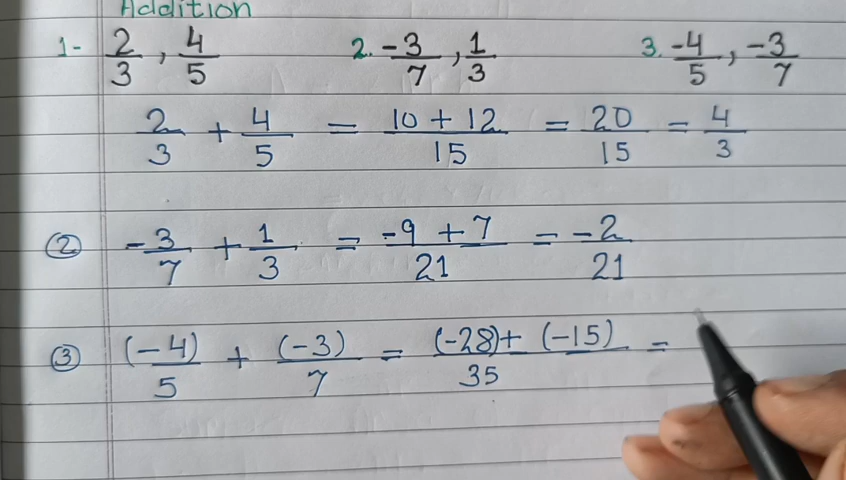 Addition
1- 2/3 , 4/5 2. -3/7 , 1/3 3. -4/5 , -3/7
2/3 + 4/5 = 10 + 12/15 = 20/15 = 4/3
② -3/7 + 1/3 = -9 + 7/21 = -2/21
③ (-4)/5 + (-3)/7 = (-28) + (-15)/35 =